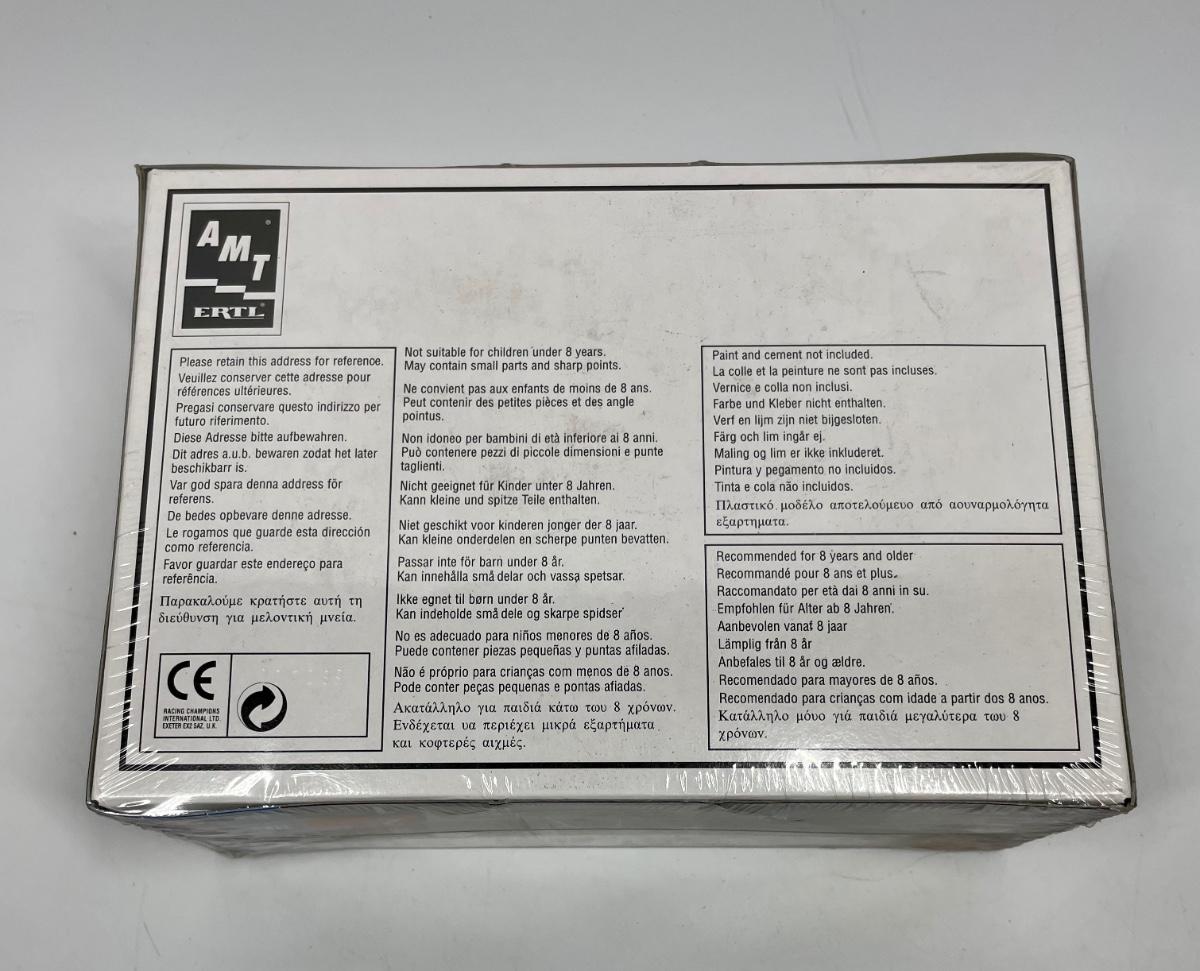 AMT
ERTL
Please retain this address for reference.
Veuillez conserver cette adresse pour
références ultérieures.
Pregasi conservare questo indirizzo per
futuro riferimento.
Diese Adresse bitte aufbewahren.
Dit adres a.u.b. bewaren zodat het later
beschikbarr is.
Var god spara denna address för
referens.
De bedes opbevare denne adresse.
Le rogamos que guarde esta dirección
como referencia.
Favor guardar este endereço para
referência.
Παρακαλούμε κρατήστε αυτή τη
διεύθυνση για μελοντική μνεία.
CE
RACING CHAMPIONS
INTERNATIONAL LTD.
EXETER EX2 5AZ, U.K.
Not suitable for children under 8 years.
May contain small parts and sharp points.
Ne convient pas aux enfants de moins de 8 ans.
Peut contenir des petites pièces et des angle
pointus.
Non idoneo per bambini di età inferiore ai 8 anni.
Può contenere pezzi di piccole dimensioni e punte
taglienti.
Nicht geeignet für Kinder unter 8 Jahren.
Kann kleine und spitze Teile enthalten.
Niet geschikt voor kinderen jonger der 8 jaar.
Kan kleine onderdelen en scherpe punten bevatten.
Passar inte för barn under 8 år.
Kan innehålla små delar och vassa spetsar.
Ikke egnet til børn under 8 år.
Kan indeholde små dele og skarpe spidser
No es adecuado para niños menores de 8 años.
Puede contener piezas pequeñas y puntas afiladas.
Não é próprio para crianças com menos de 8 anos.
Pode conter peças pequenas e pontas afiadas.
Ακατάλληλο για παιδιά κάτω του 8 χρόνων.
Ενδέχεται υα περιέχει μικρά εξαρτήματα
και κοφτερές αιχμές.
Paint and cement not included.
La colle et la peinture ne sont pas incluses.
Vernice e colla non inclusi.
Farbe und Kleber nicht enthalten.
Verf en lijm zijn niet bijgesloten.
Färg och lim ingår ej.
Maling og lim er ikke inkluderet.
Pintura y pegamento no incluidos.
Tinta e cola não incluidos.
Πλαστικό μοδέλο αποτελούμευο από αουναρμολόγητα
εξαρτηματα.
Recommended for 8 years and older
Recommandé pour 8 ans et plus.
Raccomandato per età dai 8 anni in su.
Empfohlen für Alter ab 8 Jahren.
Aanbevolen vanaf 8 jaar
Lämplig från 8 år
Anbefales til 8 år og ældre.
Recomendado para mayores de 8 años.
Recomendado para crianças com idade a partir dos 8 anos.
Κατάλληλο μόυο γιά παιδιά μεγαλύτερα των 8
χρόνων.